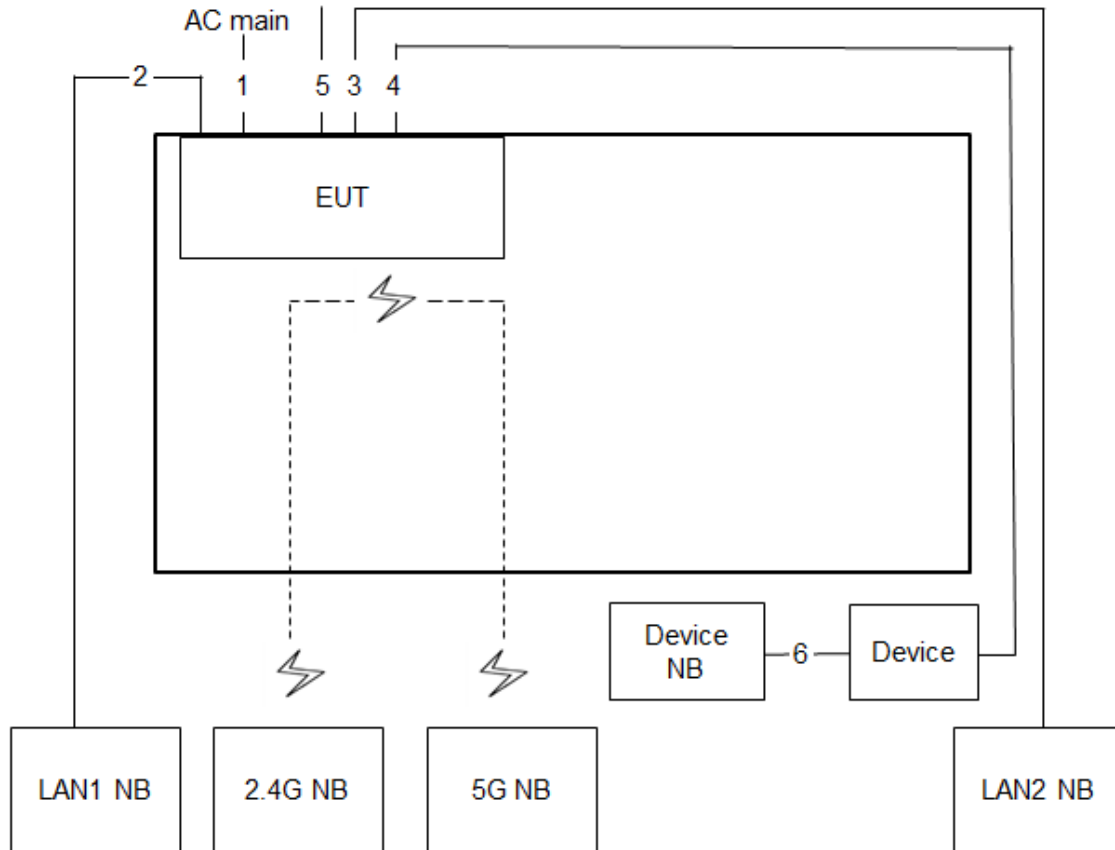 AC main
2
1
5
3
4
EUT
Device
NB
6
Device
LAN1 NB
2.4G NB
5G NB
LAN2 NB